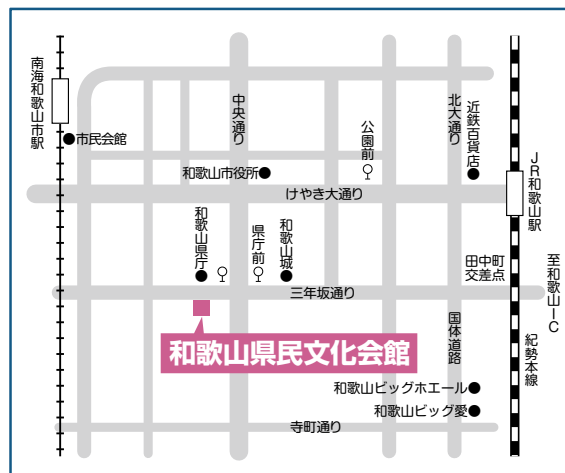 南海和歌山市駅
市民会館
中央通り
和歌山市役所
公園前
北大通り
近鉄百貨店
JR和歌山駅
けやき大通り
和歌山県庁
県庁前
和歌山城
田中町
交差点
至和歌山IC
三年坂通り
和歌山県民文化会館
国体道路
紀勢本線
和歌山ビッグホエール
和歌山ビッグ愛
寺町通り